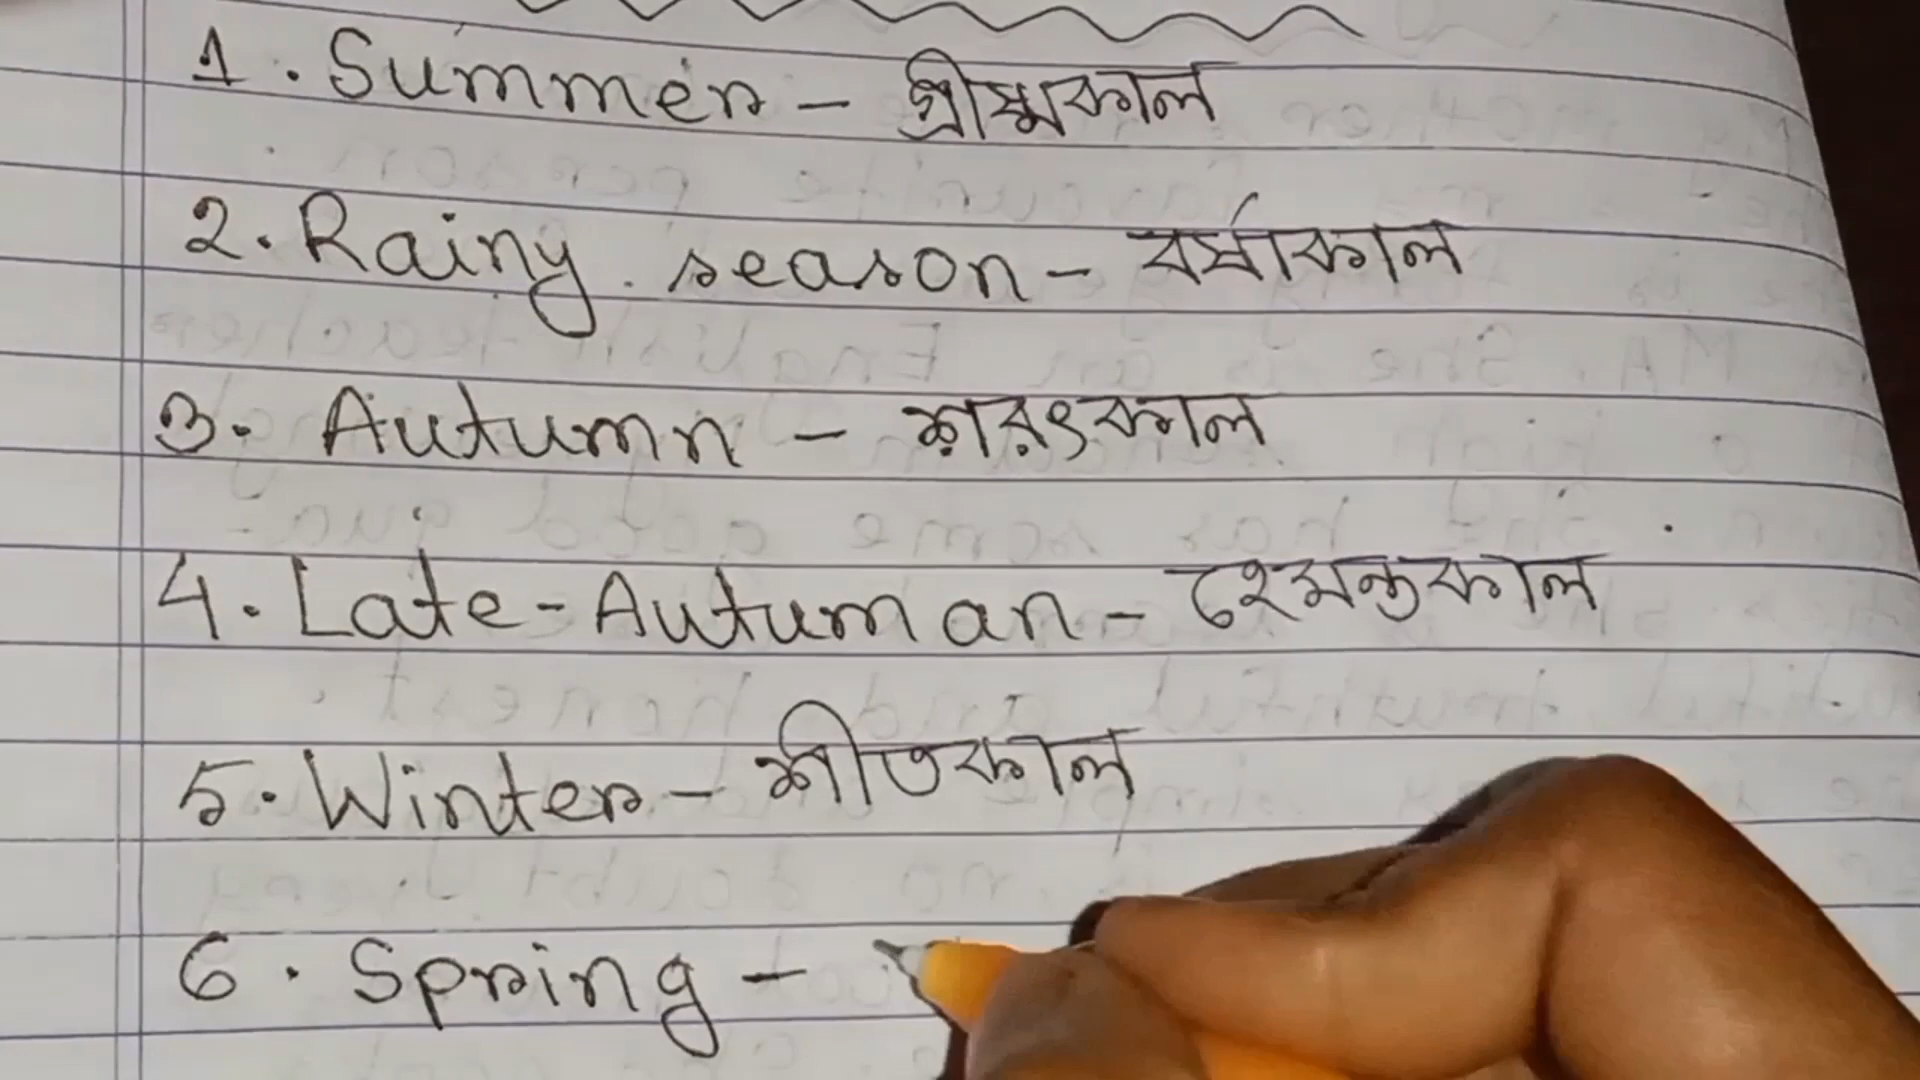 1. Summer - গ্রীষ্মকাল
2. Rainy season - বর্ষাকাল
3. Autumn - শরৎকাল
4. Late-Autuman - হেমন্তকাল
5. Winter - শীতকাল
6. Spring -